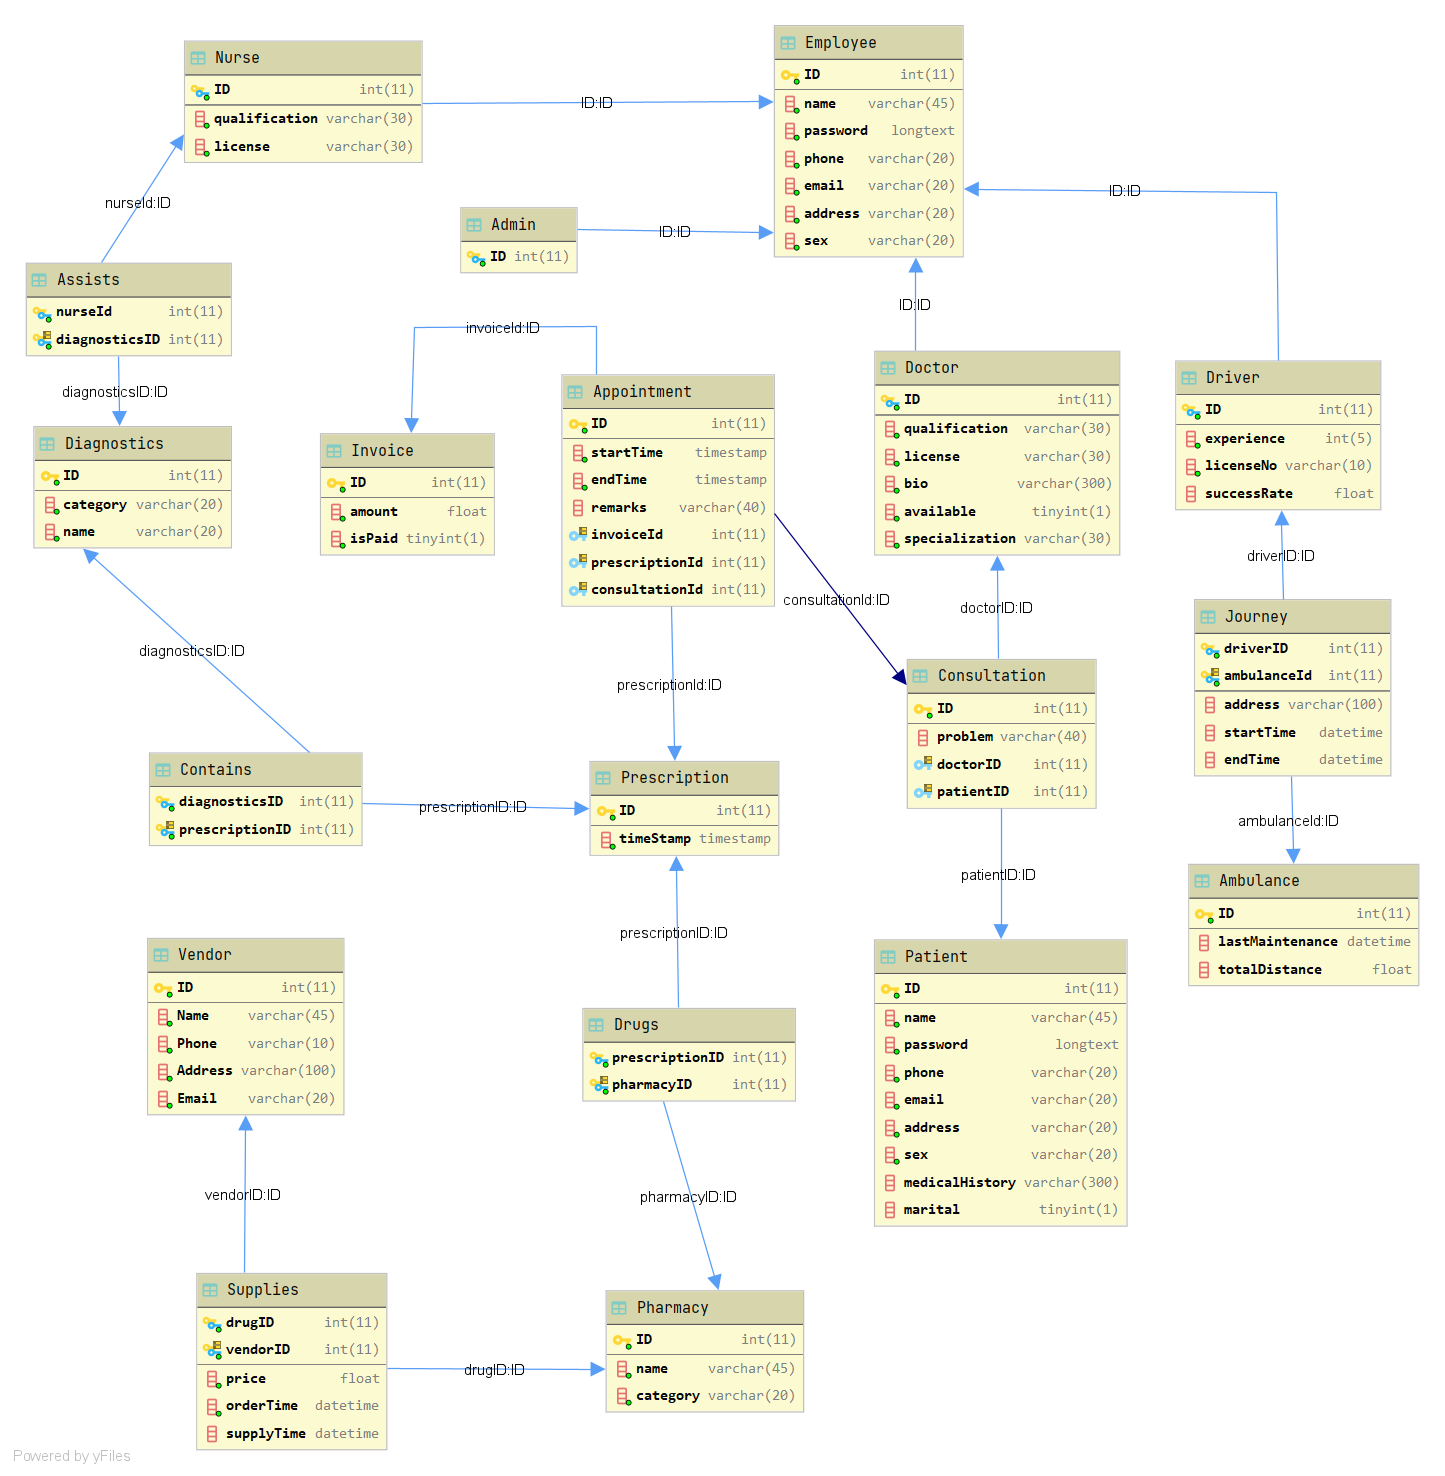 Nurse
ID int(11)
qualification varchar(30)
license varchar(30)
Employee
ID int(11)
name varchar(45)
password longtext
phone varchar(20)
email varchar(20)
address varchar(20)
sex varchar(20)
ID:ID
ID:ID
nurseId:ID
Admin
ID int(11)
ID:ID
Assists
nurseId int(11)
diagnosticsID int(11)
ID:ID
invoiceId:ID
diagnosticsID:ID
Doctor
ID int(11)
qualification varchar(30)
license varchar(30)
bio varchar(300)
available tinyint(1)
specialization varchar(30)
Driver
ID int(11)
experience int(5)
licenseNo varchar(10)
successRate float
Appointment
ID int(11)
startTime timestamp
endTime timestamp
remarks varchar(40)
invoiceId int(11)
prescriptionId int(11)
consultationId int(11)
Diagnostics
ID int(11)
category varchar(20)
name varchar(20)
Invoice
ID int(11)
amount float
isPaid tinyint(1)
driverID:ID
consultationId:ID
doctorID:ID
Journey
driverID int(11)
ambulanceId int(11)
address varchar(100)
startTime datetime
endTime datetime
diagnosticsID:ID
prescriptionId:ID
Consultation
ID int(11)
problem varchar(40)
doctorID int(11)
patientID int(11)
Contains
diagnosticsID int(11)
prescriptionID int(11)
prescriptionID:ID
Prescription
ID int(11)
timeStamp timestamp
ambulanceId:ID
patientID:ID
Ambulance
ID int(11)
lastMaintenance datetime
totalDistance float
prescriptionID:ID
Vendor
ID int(11)
Name varchar(45)
Phone varchar(10)
Address varchar(100)
Email varchar(20)
Patient
ID int(11)
name varchar(45)
password longtext
phone varchar(20)
email varchar(20)
address varchar(20)
sex varchar(20)
medicalHistory varchar(300)
marital tinyint(1)
Drugs
prescriptionID int(11)
pharmacyID int(11)
vendorID:ID
pharmacyID:ID
Supplies
drugID int(11)
vendorID int(11)
price float
orderTime datetime
supplyTime datetime
drugID:ID
Pharmacy
ID int(11)
name varchar(45)
category varchar(20)
Powered by yFiles